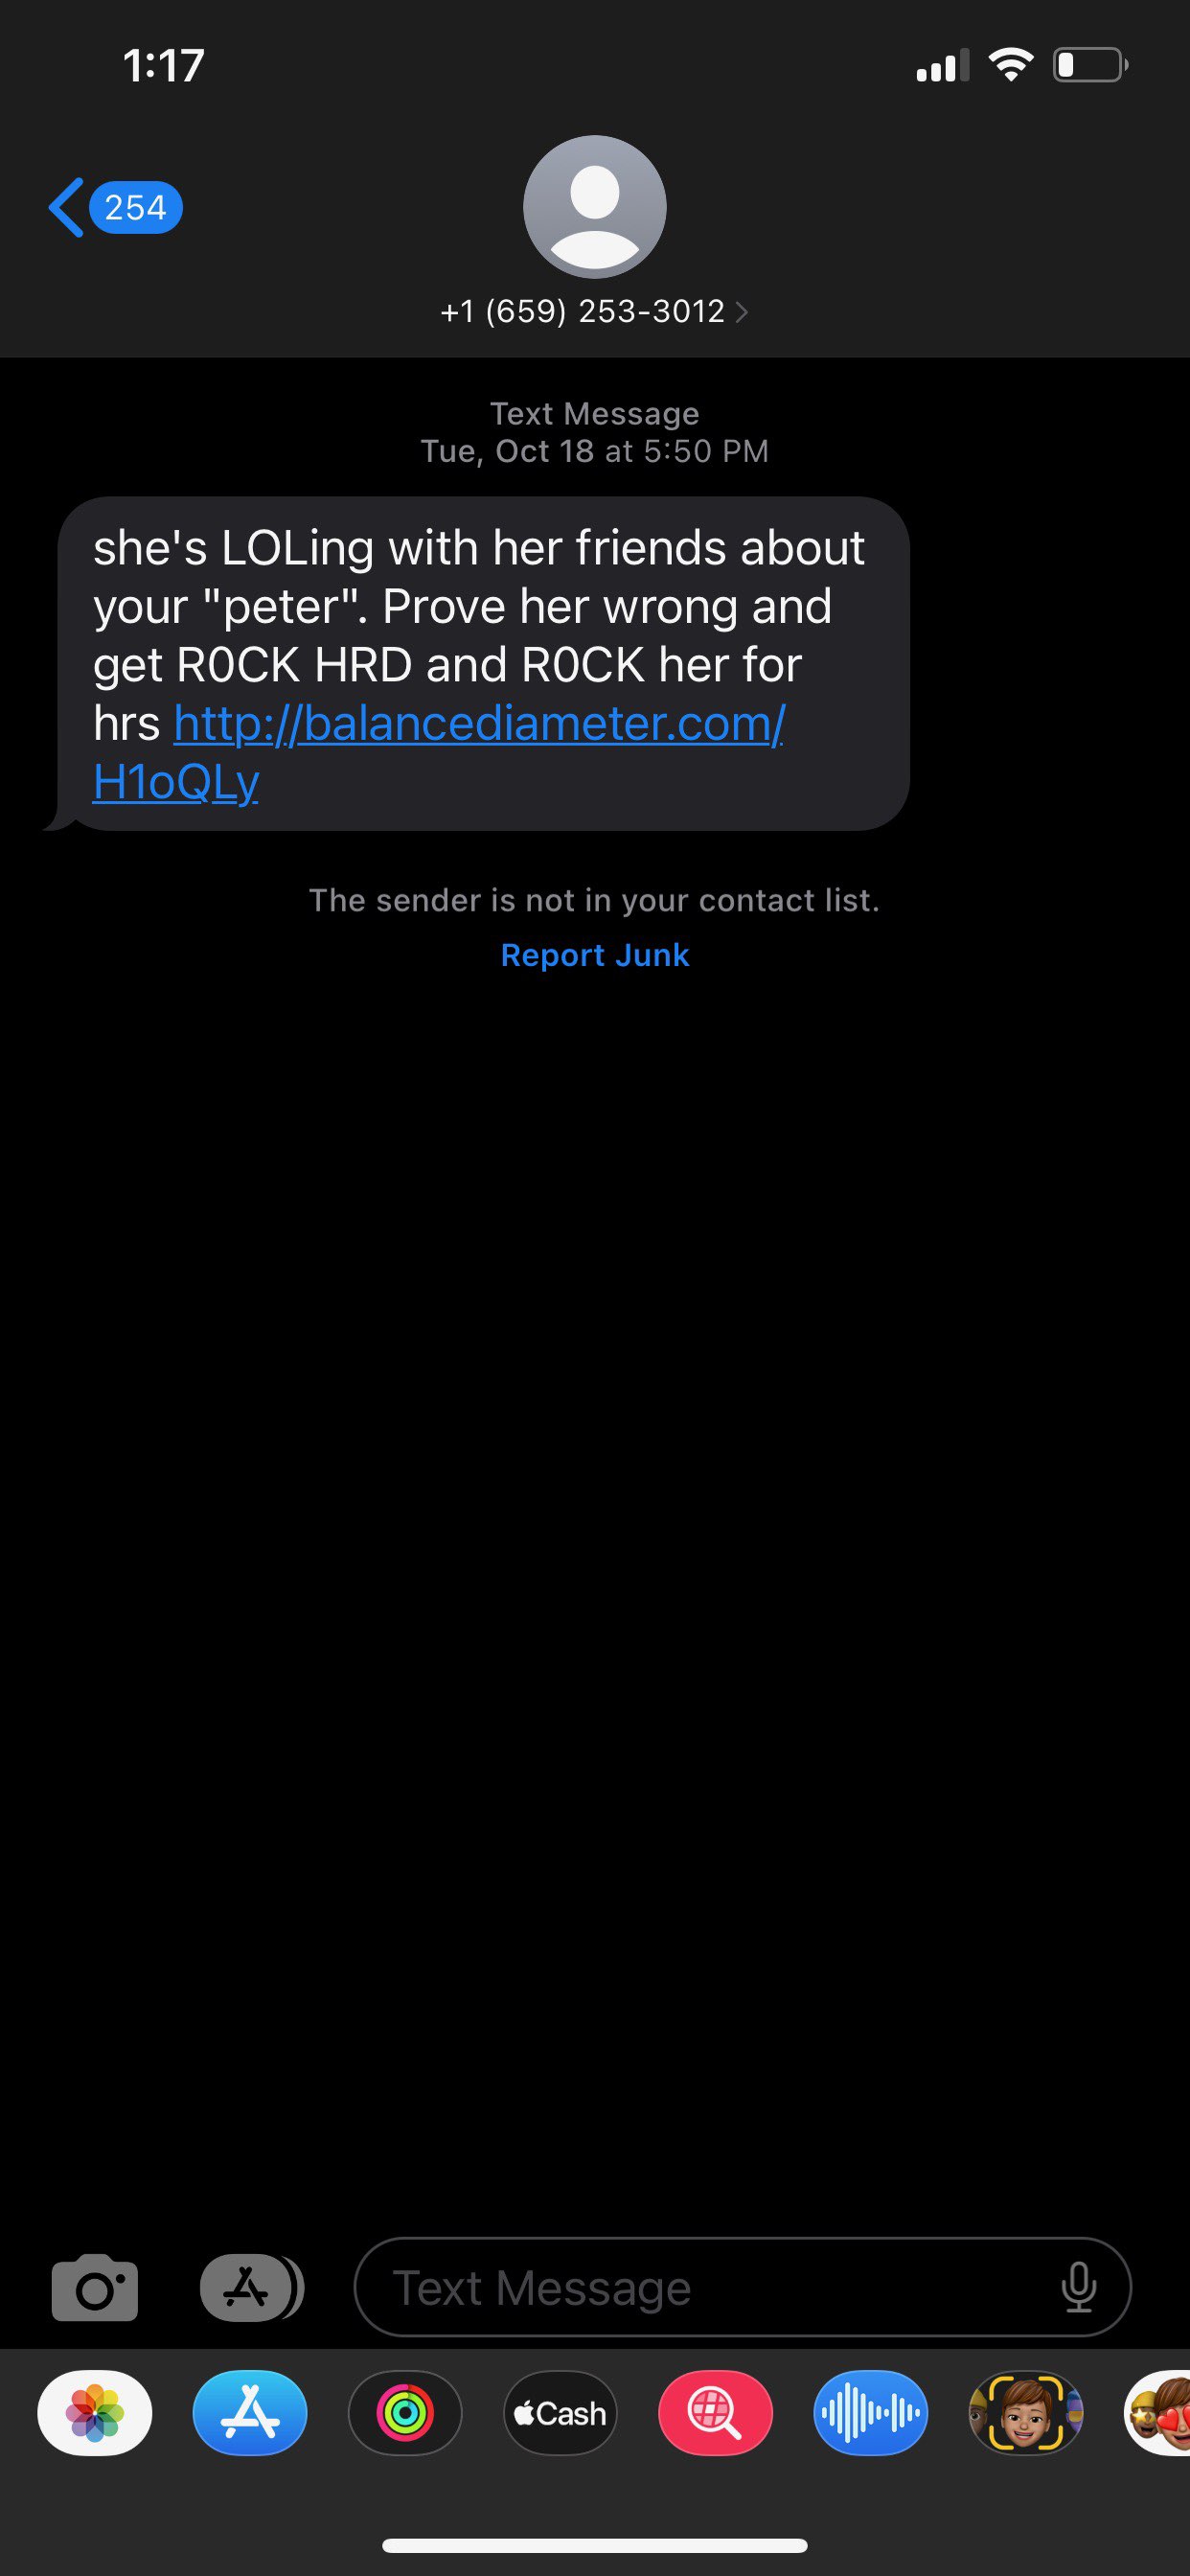 1:17
254
+1 (659) 253-3012
Text Message
Tue, Oct 18 at 5:50 PM
she's LOLing with her friends about
your "peter". Prove her wrong and
get R0CK HRD and R0CK her for
hrs http://balancediameter.com/
H1oQLy
The sender is not in your contact list.
Report Junk
Text Message
Cash